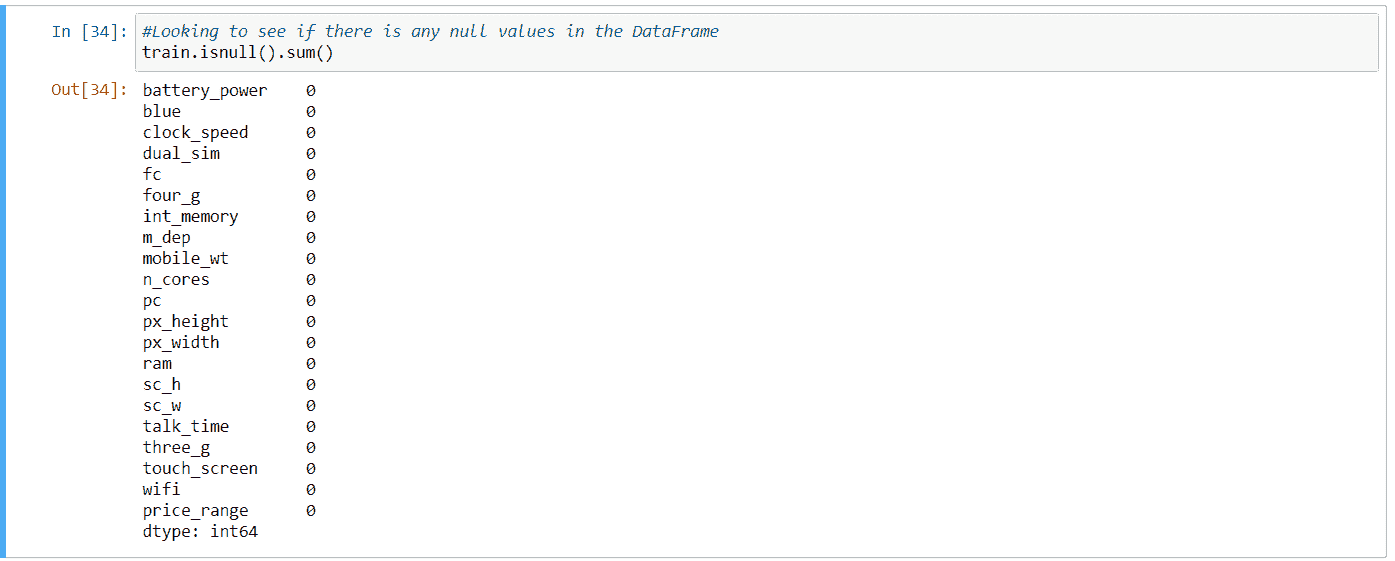 In [34]: #Looking to see if there is any null values in the DataFrame
train.isnull().sum()
Out[34]: battery_power 0
blue 0
clock_speed 0
dual_sim 0
fc 0
four_g 0
int_memory 0
m_dep 0
mobile_wt 0
n_cores 0
pc 0
px_height 0
px_width 0
ram 0
sc_h 0
sc_w 0
talk_time 0
three_g 0
touch_screen 0
wifi 0
price_range 0
dtype: int64